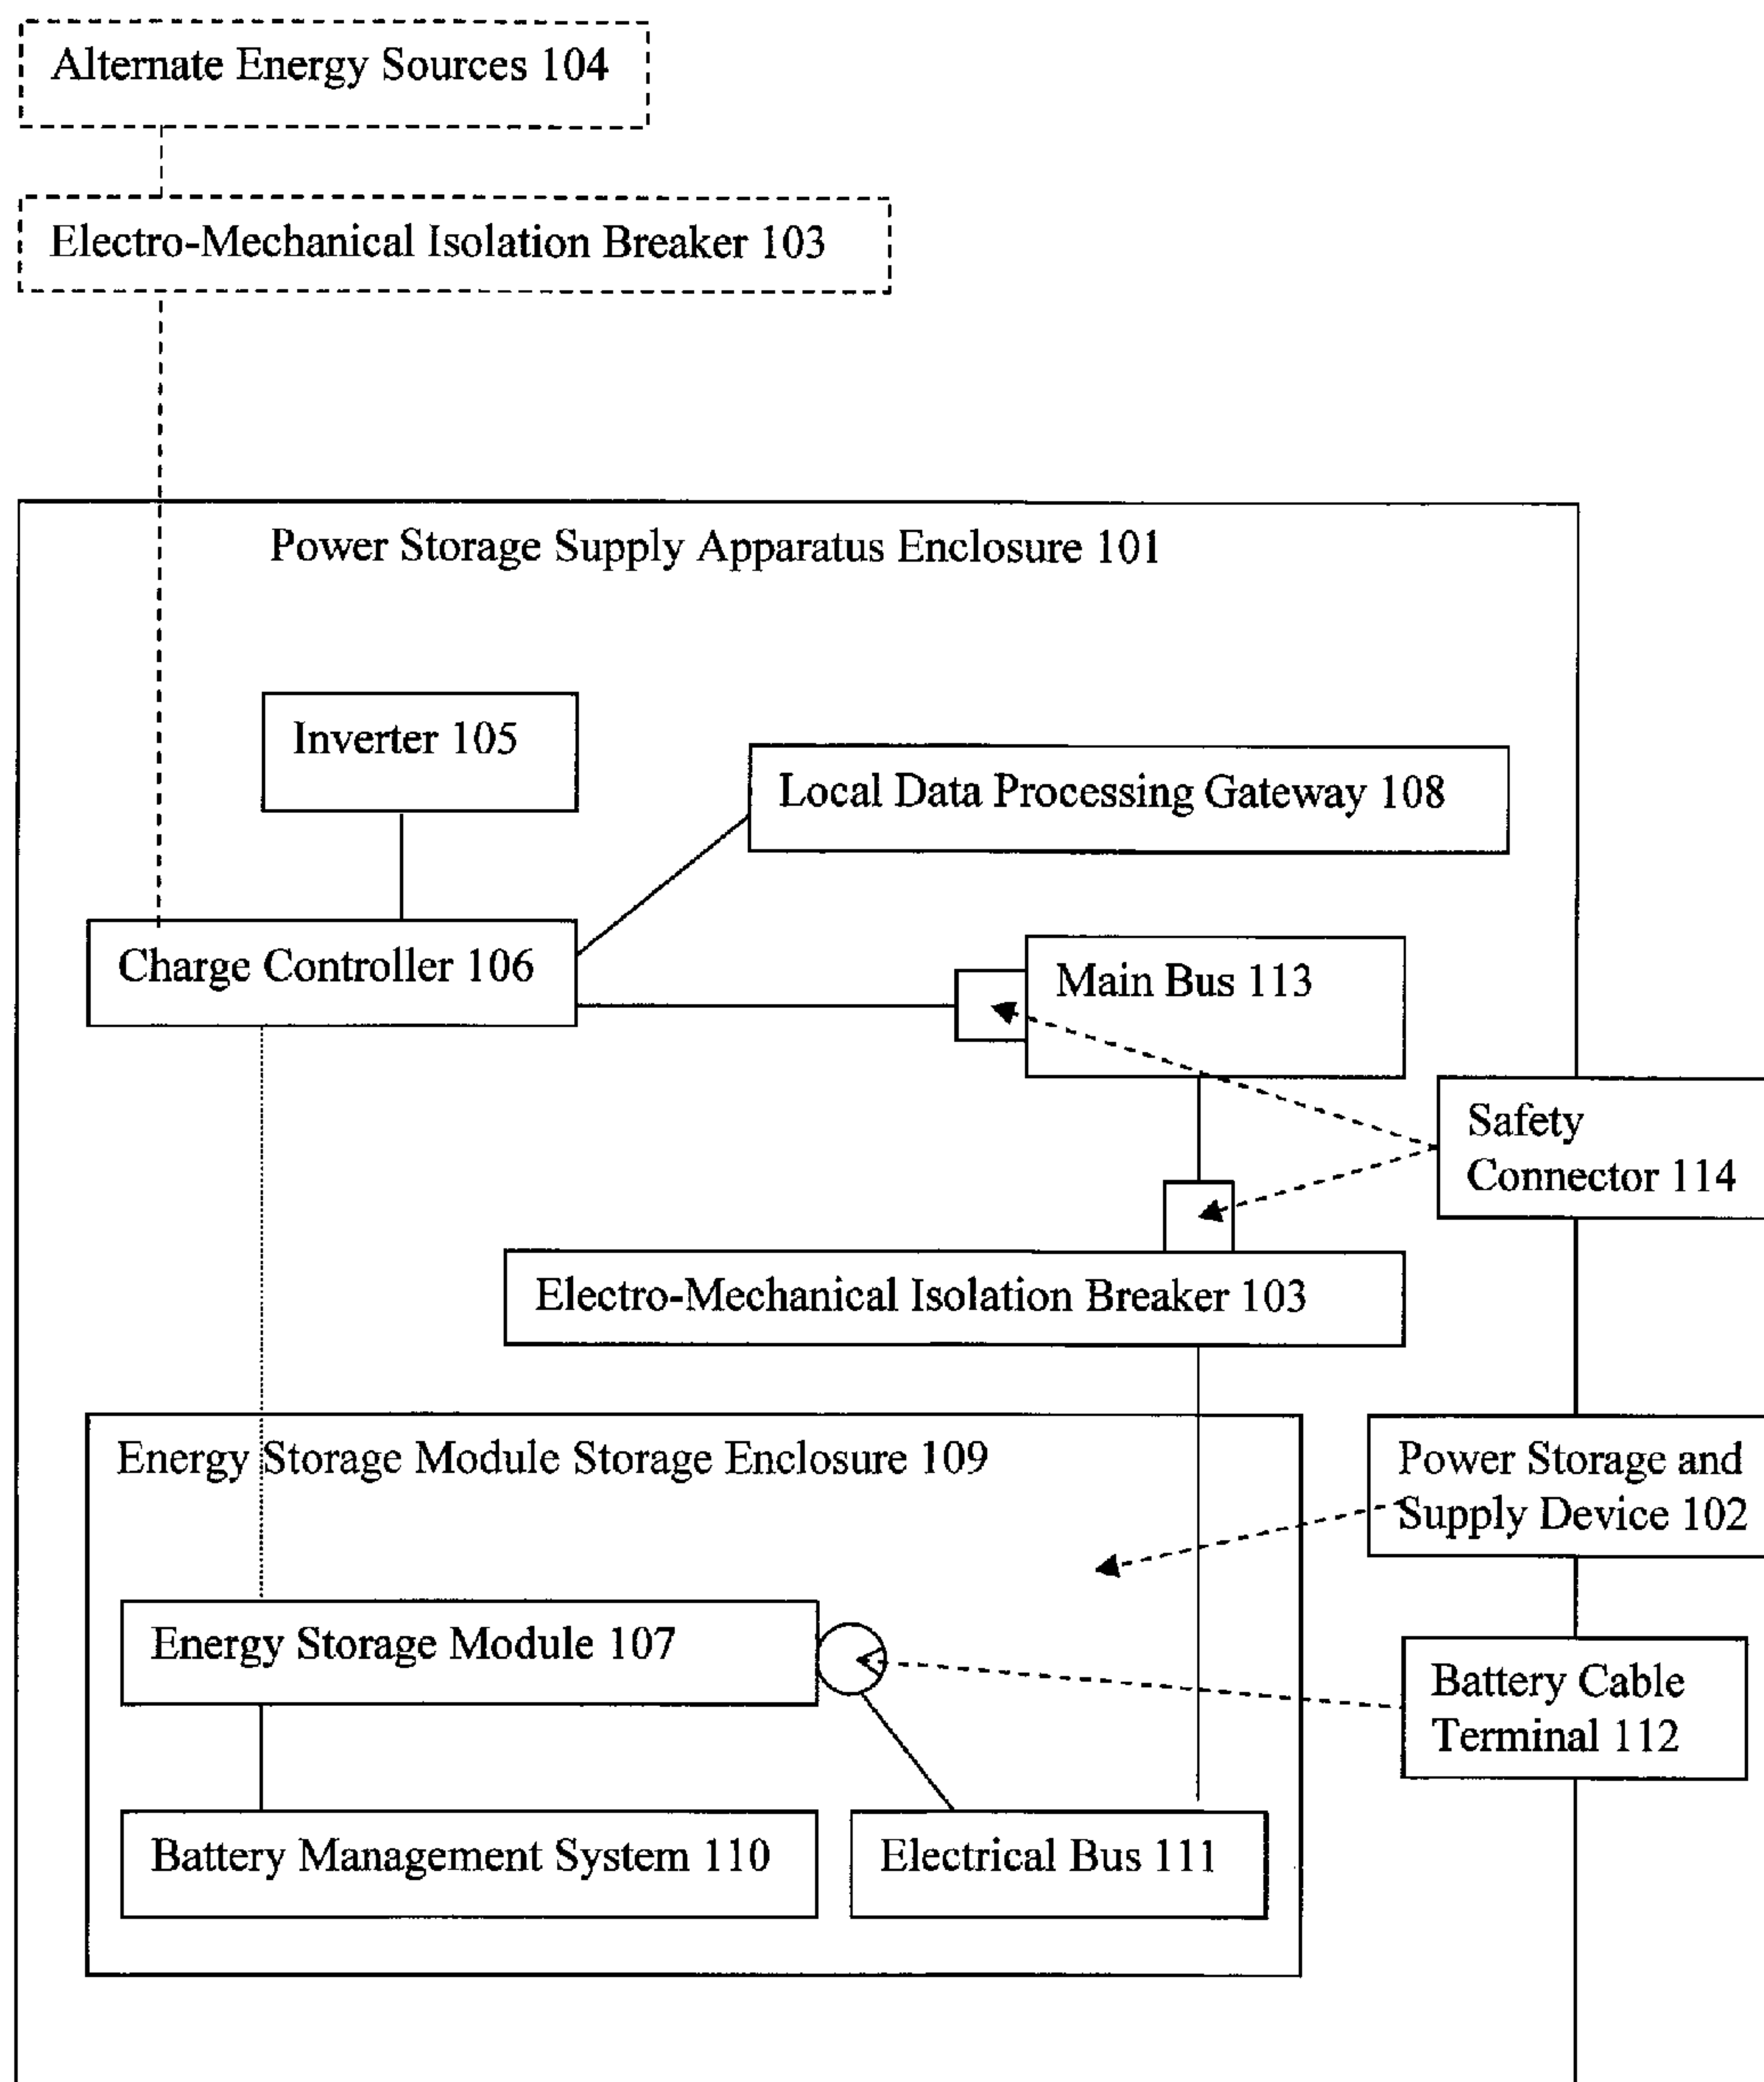 Alternate Energy Sources 104
Electro-Mechanical Isolation Breaker 103
Power Storage Supply Apparatus Enclosure 101
Inverter 105
Local Data Processing Gateway 108
Charge Controller 106
Main Bus 113
Safety
Connector 114
Electro-Mechanical Isolation Breaker 103
Energy Storage Module Storage Enclosure 109
Power Storage and
Supply Device 102
Energy Storage Module 107
Battery Cable
Terminal 112
Battery Management System 110
Electrical Bus 111